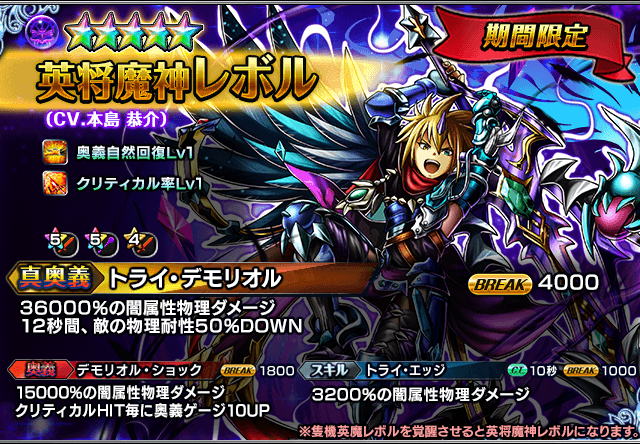 期間限定
英将魔神レボル
(CV.本島 恭介)
奥義自然回復Lv1
クリティカル率Lv1
5 5 4
真奥義 トライ・デモリオル BREAK 4000
36000%の闇属性物理ダメージ
12秒間、敵の物理耐性50%DOWN
奥義 デモリオル・ショック BREAK 1800
15000%の闇属性物理ダメージ
クリティカルHIT毎に奥義ゲージ10UP
スキル トライ・エッジ CT 10秒 BREAK 1000
3200%の闇属性物理ダメージ
※隻機英魔レボルを覚醒させると英将魔神レボルになります。